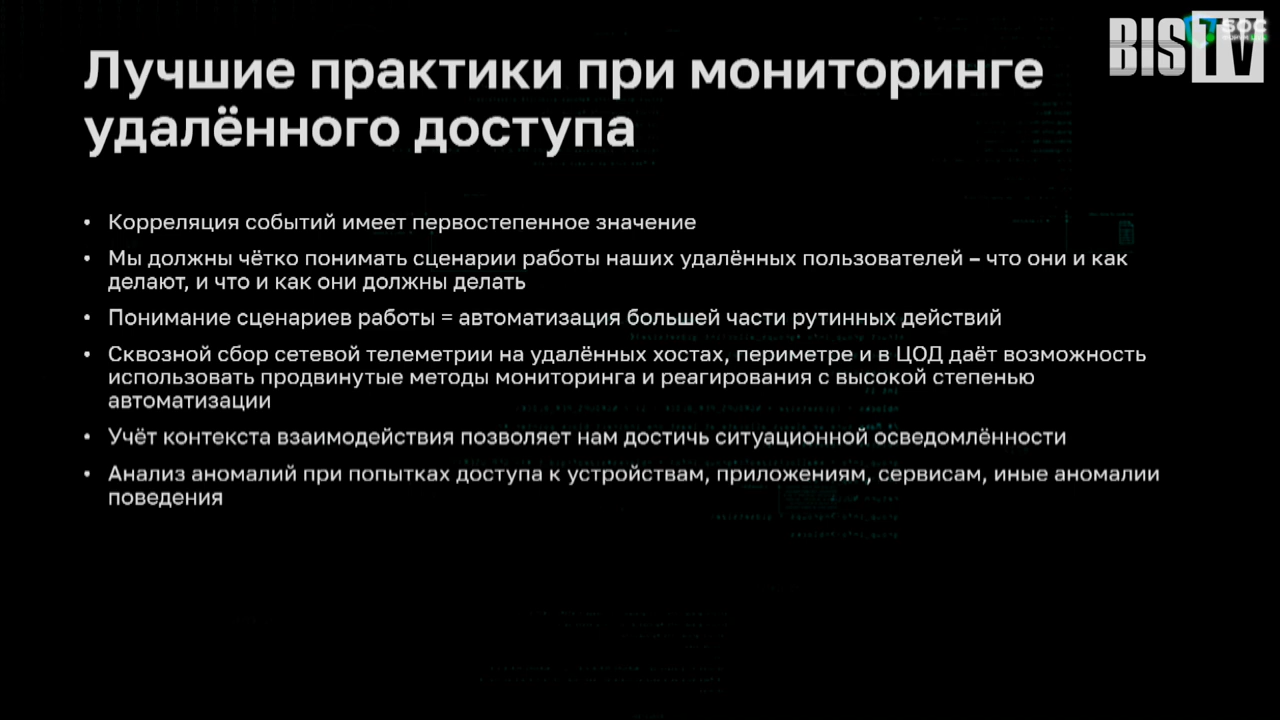 Лучшие практики при мониторинге
удалённого доступа
BIS TV
SOC
• Корреляция событий имеет первостепенное значение
• Мы должны чётко понимать сценарии работы наших удалённых пользователей – что они и как
делают, и что и как они должны делать
• Понимание сценариев работы = автоматизация большей части рутинных действий
• Сквозной сбор сетевой телеметрии на удалённых хостах, периметре и в ЦОД даёт возможность
использовать продвинутые методы мониторинга и реагирования с высокой степенью
автоматизации
• Учёт контекста взаимодействия позволяет нам достичь ситуационной осведомлённости
• Анализ аномалий при попытках доступа к устройствам, приложениям, сервисам, иные аномалии
поведения